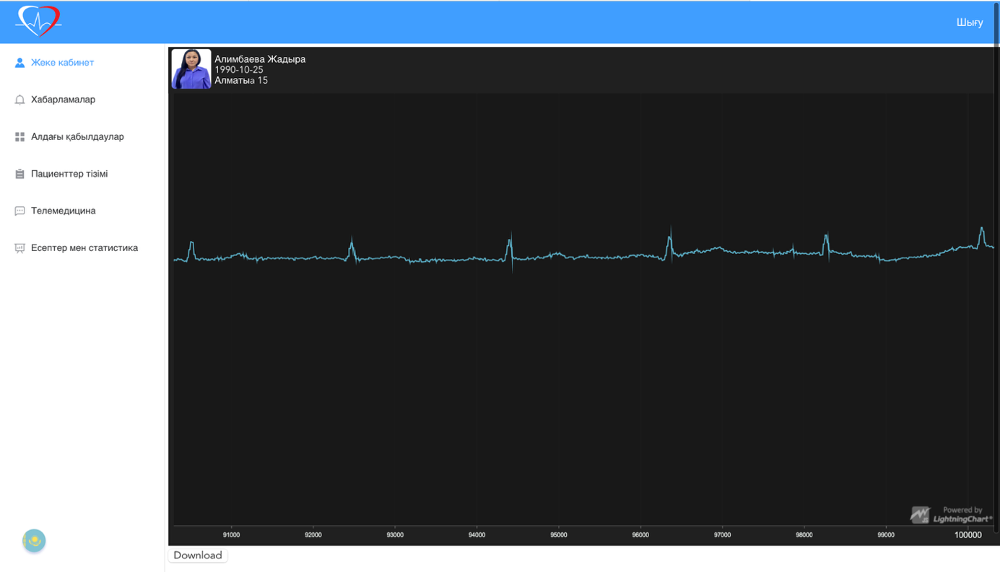 Шығу
Жеке кабинет
Хабарламалар
Алдағы қабылдаулар
Пациенттер тізімі
Телемедицина
Есептер мен статистика
Алимбаева Жадыра
1990-10-25
Алматыа 15
Powered by
LightningChart®
91000 92000 93000 94000 95000 96000 97000 98000 99000 100000
Download